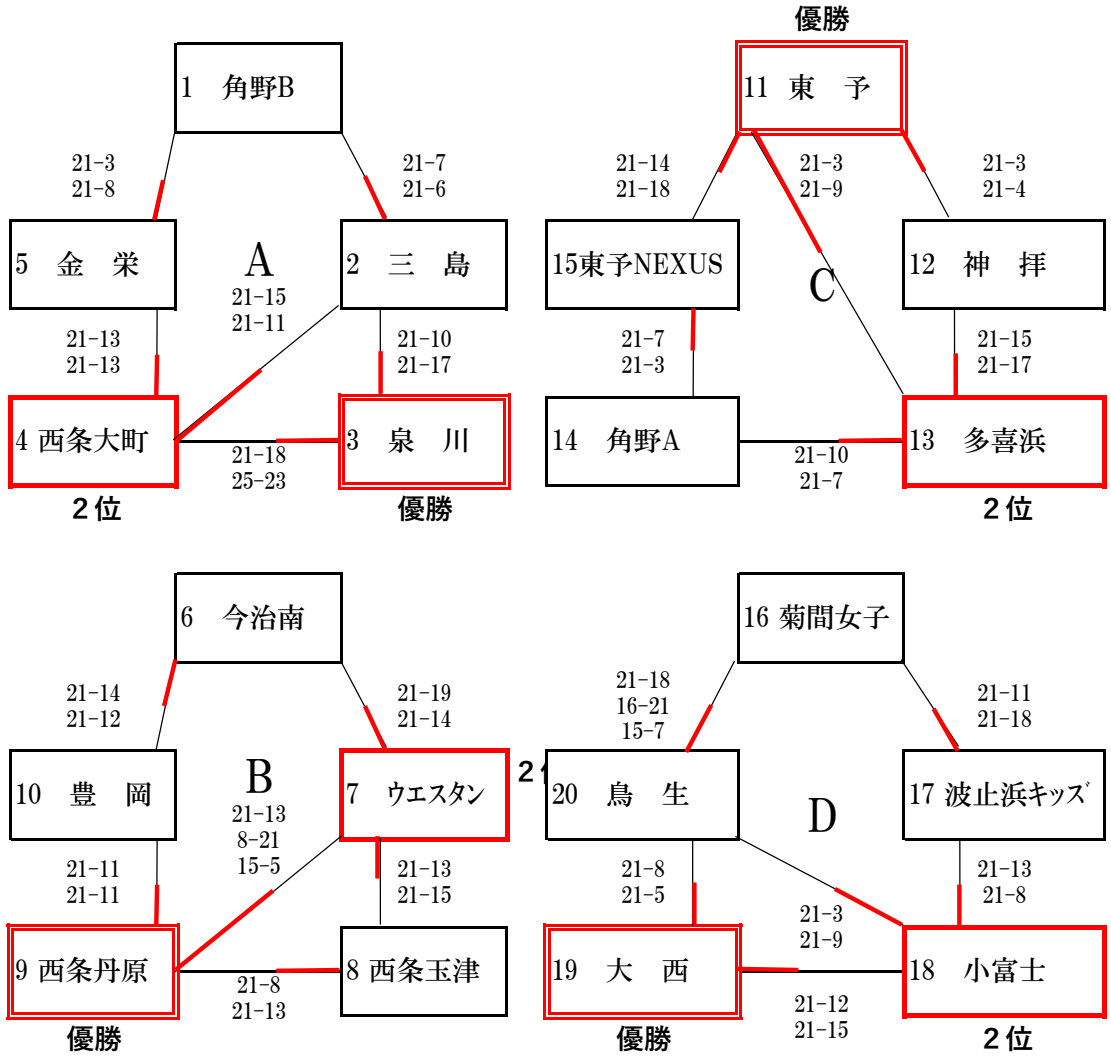 優勝
1 角野B
11 東 予
21-3
21-8
21-7
21-6
21-14
21-18
21-3
21-9
21-3
21-4
5 金 栄
A
21-15
21-11
2 三 島
15東予NEXUS
C
12 神 拝
21-13
21-13
21-10
21-17
21-7
21-3
21-15
21-17
4 西条大町
21-18
25-23
3 泉 川
14 角野A
21-10
21-7
13 多喜浜
2位
優勝
2位
6 今治南
16 菊間女子
21-14
21-12
21-19
21-14
21-18
16-21
15-7
21-11
21-18
10 豊 岡
B
21-13
8-21
15-5
7 ウエスタン
2
20 鳥 生
D
17 波止浜キッズ
21-11
21-11
21-13
21-15
21-8
21-5
21-3
21-9
21-13
21-8
9 西条丹原
21-8
21-13
8 西条玉津
19 大 西
21-12
21-15
18 小富士
優勝
優勝
2位